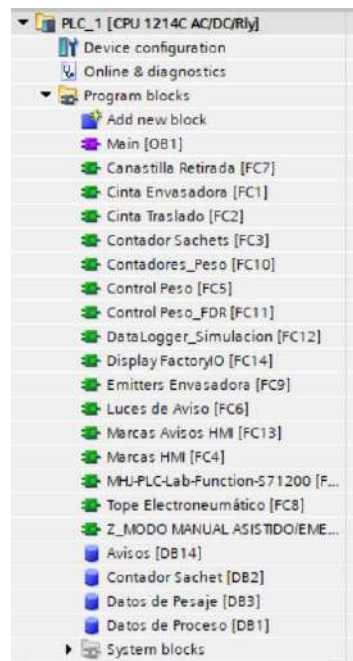 PLC_1 [CPU 1214C AC/DC/Rly]
Device configuration
Online & diagnostics
Program blocks
Add new block
Main [OB1]
Canastilla Retirada [FC7]
Cinta Envasadora [FC1]
Cinta Traslado [FC2]
Contador Sachets [FC3]
Contadores_Peso [FC10]
Control Peso [FC5]
Control Peso_FDR [FC11]
DataLogger_Simulacion [FC12]
Display FactoryIO [FC14]
Emitters Envasadora [FC9]
Luces de Aviso [FC6]
Marcas Avisos HMI [FC13]
Marcas HMI [FC4]
MHJ-PLC-Lab-Function-S71200 [F...
Tope Electroneumático [FC8]
Z_MODO MANUAL ASISTIDO/EME...
Avisos [DB14]
Contador Sachet [DB2]
Datos de Pesaje [DB3]
Datos de Proceso [DB1]
System blocks